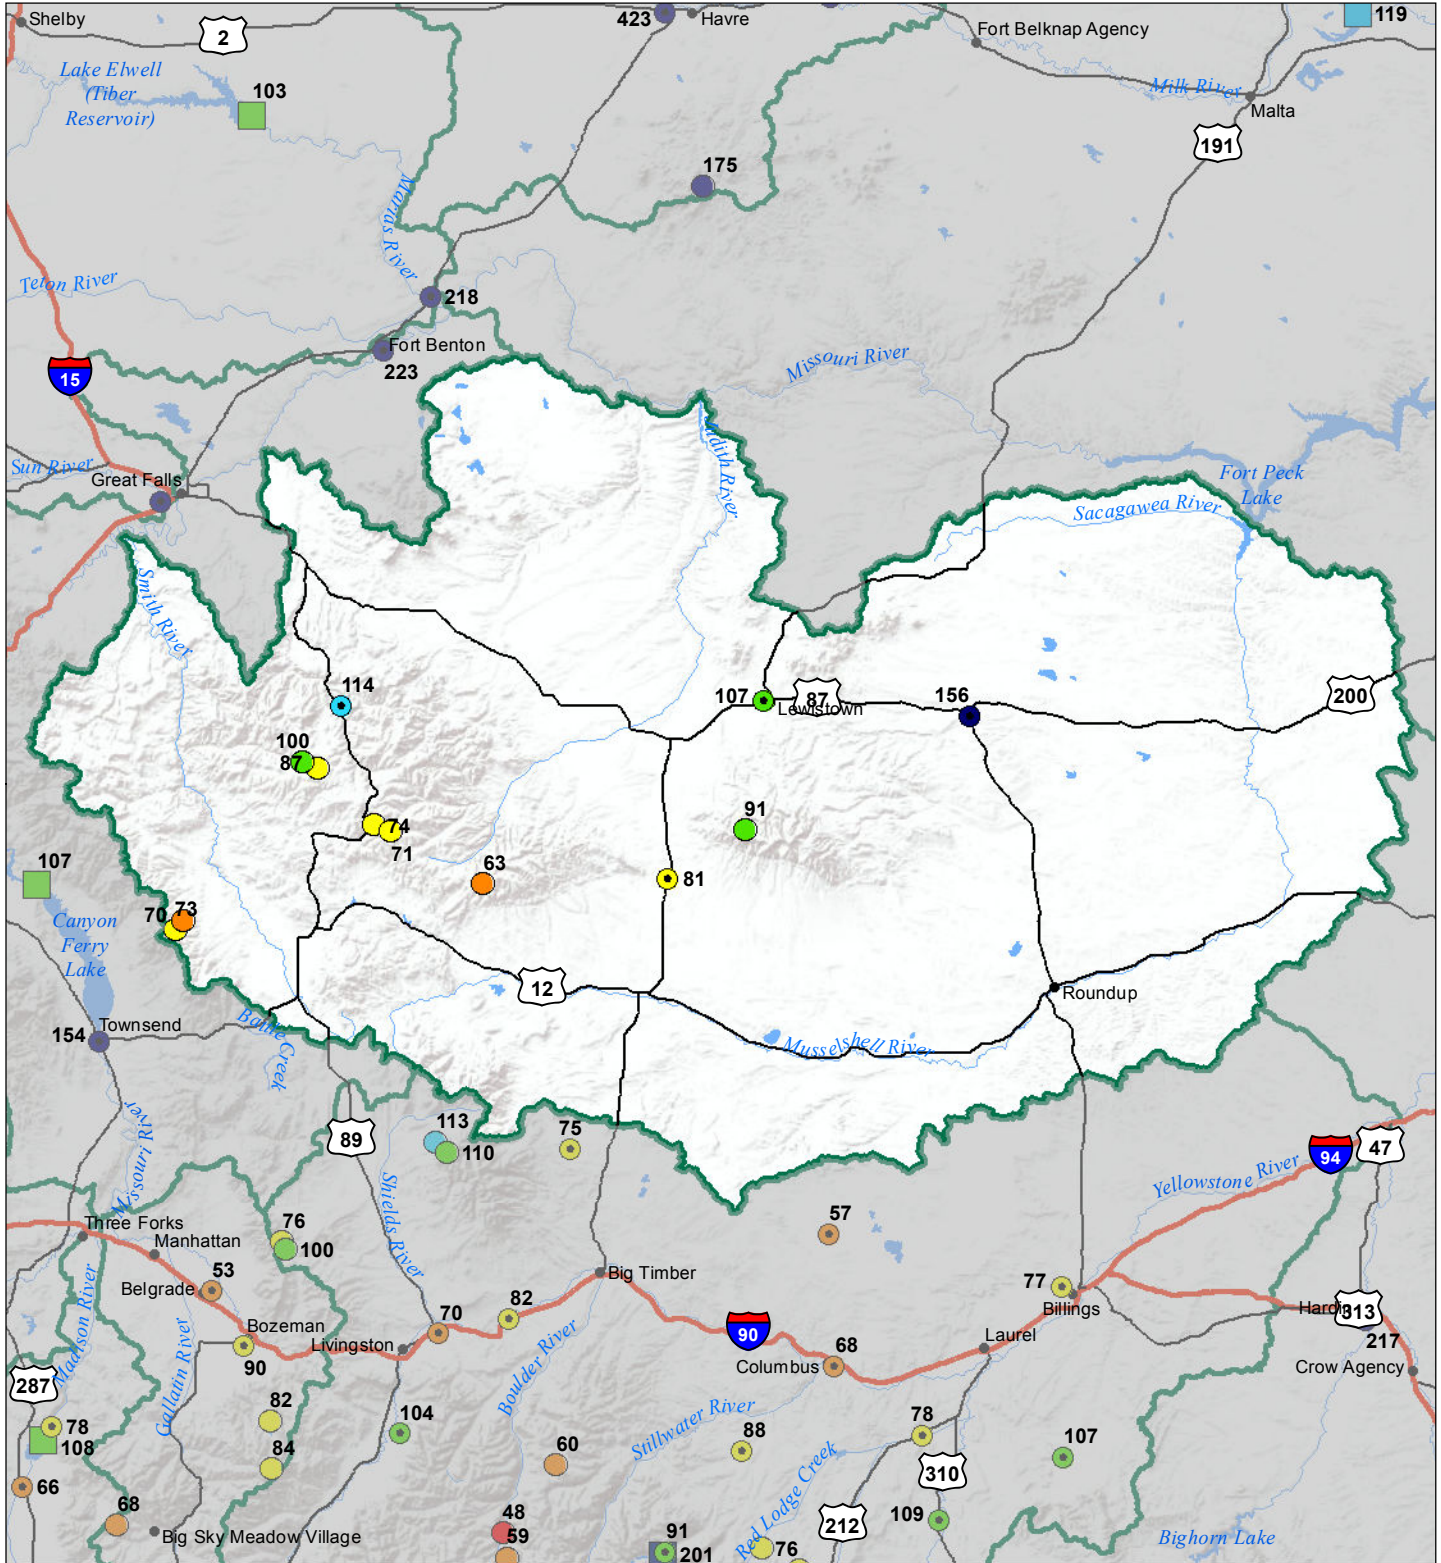 Shelby
2
423
Havre
Fort Belknap Agency
119
Lake Elwell
(Tiber
Reservoir)
103
Milk River
Malta
191
175
Marias River
Teton River
218
Fort Benton
223
15
Missouri River
Judith River
Sun River
Great Falls
Fort Peck
Lake
Sacagawea River
Smith River
114
107
87
Lewistown
156
200
100
87
74
71
91
63
81
107
70
73
Canyon
Ferry
Lake
12
Roundup
154
Townsend
Battle Creek
Musselshell River
Missouri River
89
113
110
75
94
47
Yellowstone River
Shields River
Three Forks
Manhattan
76
100
57
Belgrade
53
Big Timber
77
Billings
Hardin
313
Madison River
Gallatin River
Bozeman
90
Livingston
70
82
Boulder River
90
Columbus
68
Laurel
217
Crow Agency
287
82
104
Stillwater River
78
108
84
60
88
78
107
66
310
68
Big Sky Meadow Village
48
59
91
201
Red Lodge Creek
76
212
109
Bighorn Lake